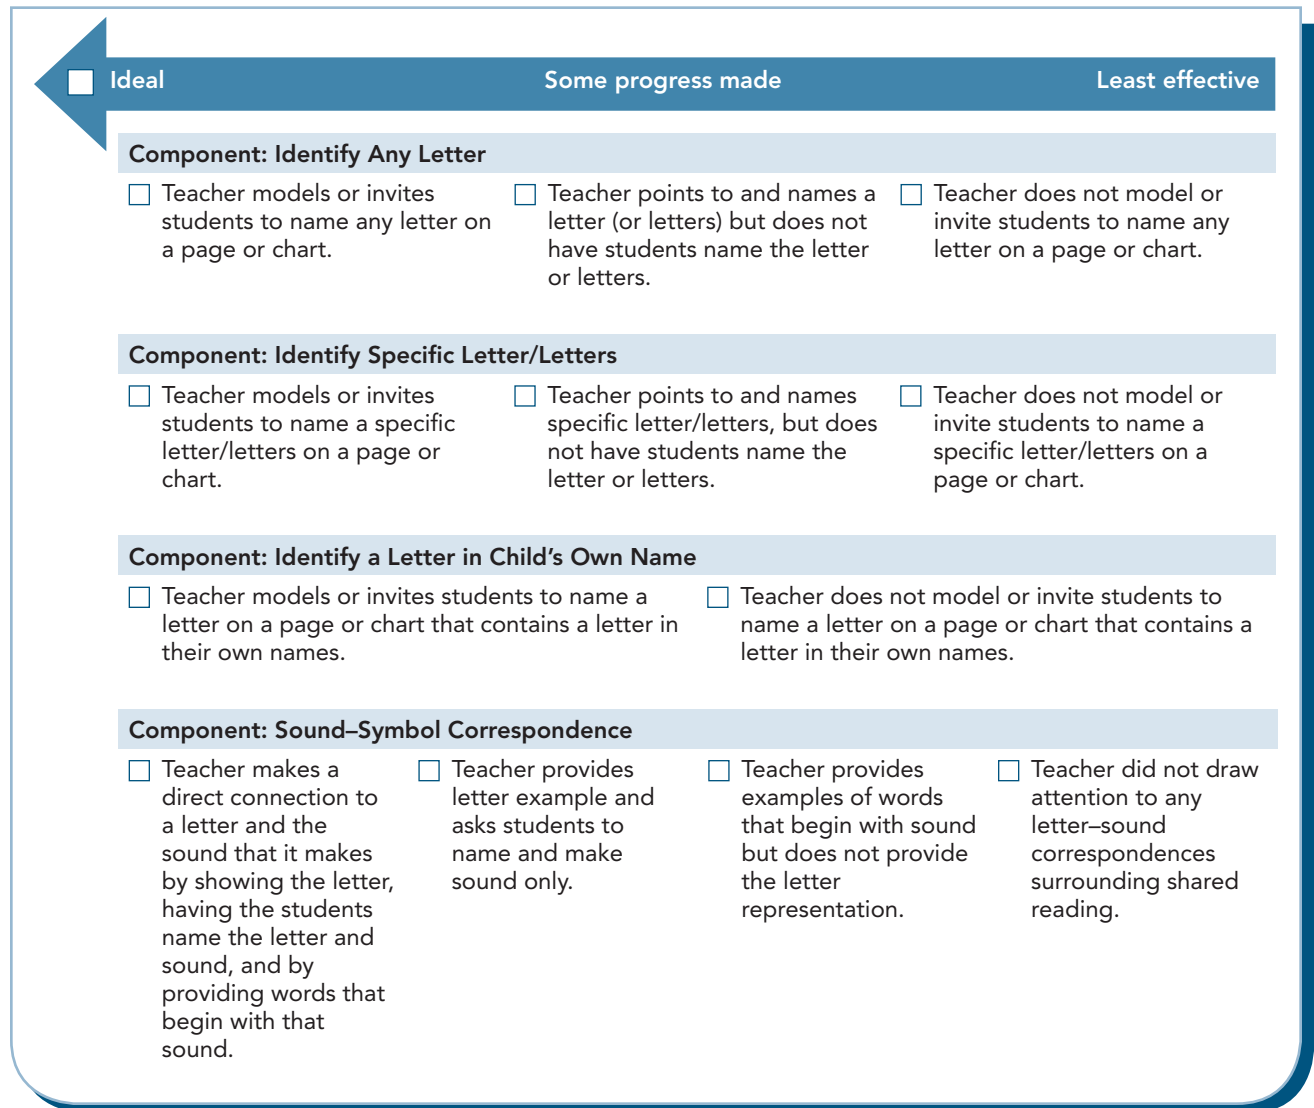 Ideal Some progress made Least effective
Component: Identify Any Letter
Teacher models or invites
students to name any letter on
a page or chart.
Teacher points to and names a
letter (or letters) but does not
have students name the letter
or letters.
Teacher does not model or
invite students to name any
letter on a page or chart.
Component: Identify Specific Letter/Letters
Teacher models or invites
students to name a specific
letter/letters on a page or
chart.
Teacher points to and names
specific letter/letters, but does
not have students name the
letter or letters.
Teacher does not model or
invite students to name a
specific letter/letters on a
page or chart.
Component: Identify a Letter in Child’s Own Name
Teacher models or invites students to name a
letter on a page or chart that contains a letter in
their own names.
Teacher does not model or invite students to
name a letter on a page or chart that contains a
letter in their own names.
Component: Sound–Symbol Correspondence
Teacher makes a
direct connection to
a letter and the
sound that it makes
by showing the letter,
having the students
name the letter and
sound, and by
providing words that
begin with that
sound.
Teacher provides
letter example and
asks students to
name and make
sound only.
Teacher provides
examples of words
that begin with sound
but does not provide
the letter
representation.
Teacher did not draw
attention to any
letter–sound
correspondences
surrounding shared
reading.